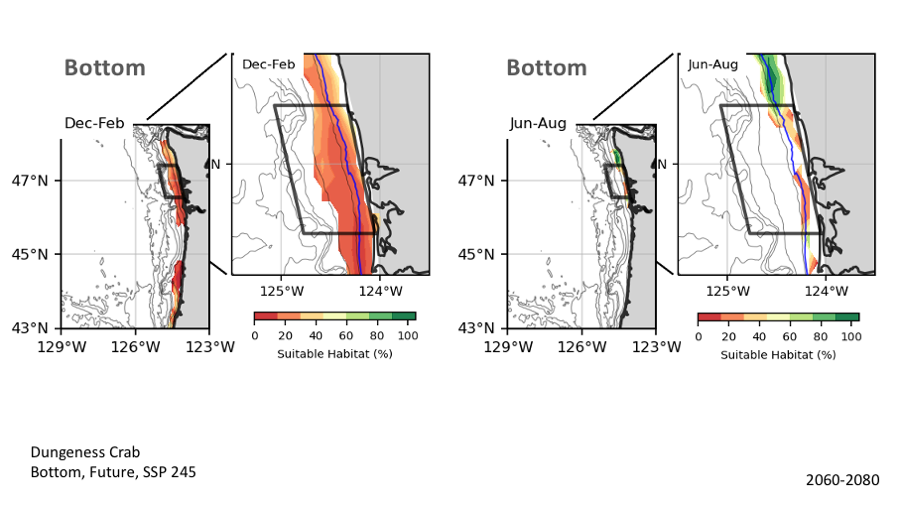 Bottom
Dec-Feb
Dec-Feb
N
47°N
45°N
43°N
129°W 126°W 123°W
125°W 124°W
0 20 40 60 80 100
Suitable Habitat (%)
Bottom
Jun-Aug
Jun-Aug
N
47°N
45°N
43°N
129°W 126°W 123°W
125°W 124°W
0 20 40 60 80 100
Suitable Habitat (%)
Dungeness Crab
Bottom, Future, SSP 245
2060-2080